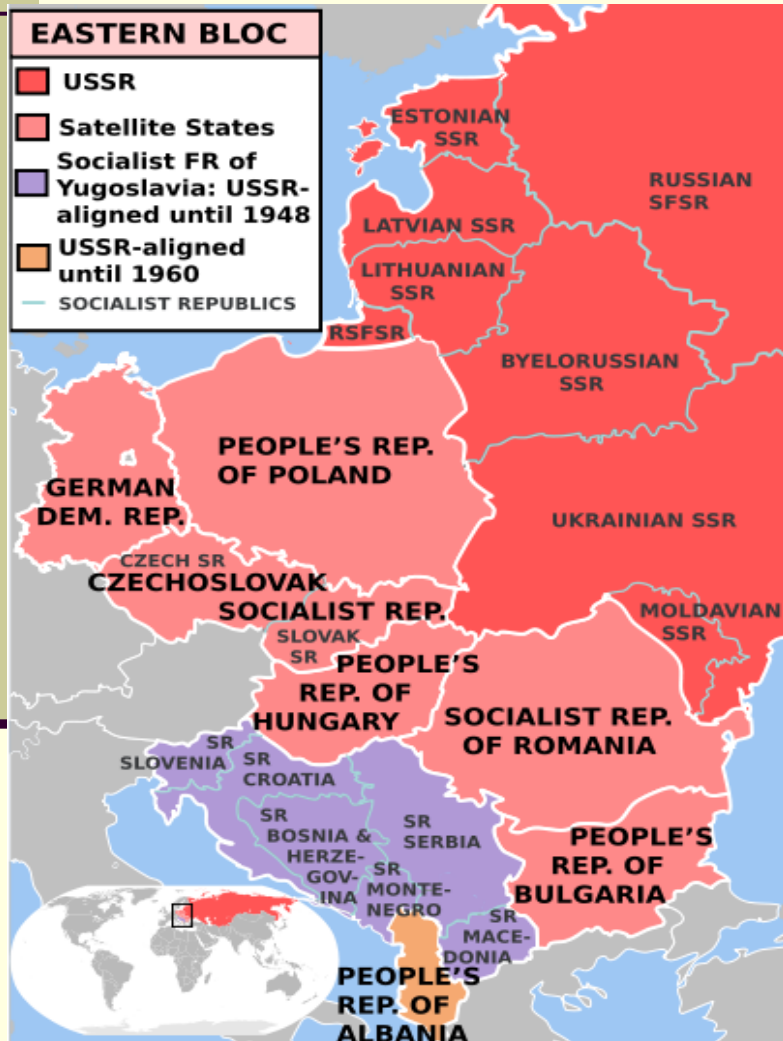 EASTERN BLOC
USSR
Satellite States
Socialist FR of
Yugoslavia: USSR-
aligned until 1948
USSR-aligned
until 1960
SOCIALIST REPUBLICS
ESTONIAN
SSR
RUSSIAN
SFSR
LATVIAN SSR
LITHUANIAN
SSR
RSFSR
BYELORUSSIAN
SSR
PEOPLE'S REP.
OF POLAND
GERMAN
DEM. REP.
UKRAINIAN SSR
CZECH SR
CZECHOSLOVAK
SOCIALIST REP.
SLOVAK
SR
MOLDAVIAN
SSR
PEOPLE'S
REP. OF
HUNGARY
SOCIALIST REP.
OF ROMANIA
SR
SLOVENIA
SR
CROATIA
SR
BOSNIA &
HERZE-
GOV-
INA
SR
SERBIA
SR
MONTE-
NEGRO
PEOPLE'S
REP. OF
BULGARIA
SR
MACE-
DONIA
PEOPLE'S
REP. OF
ALBANIA